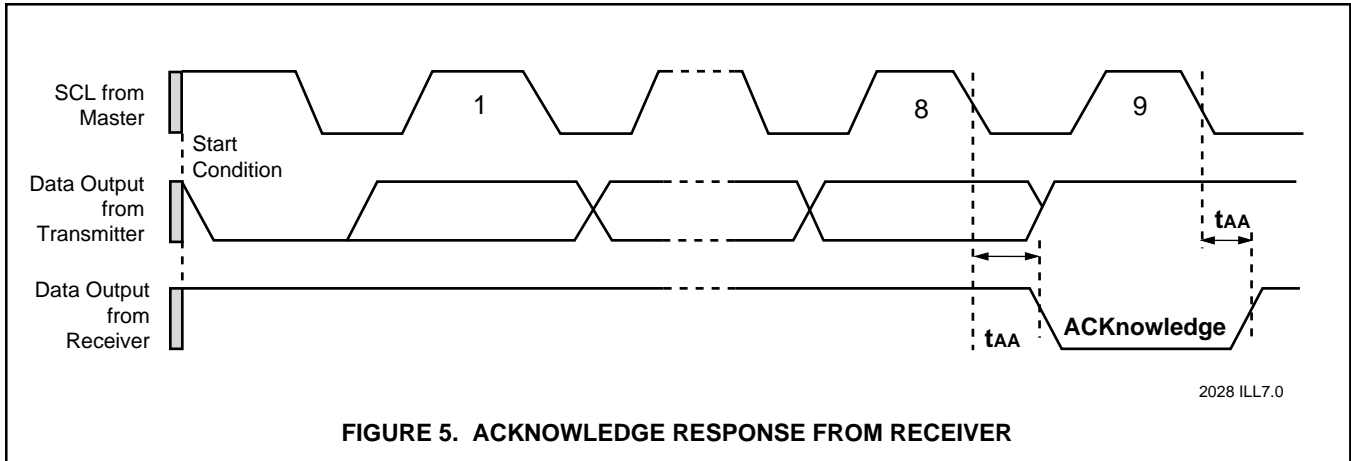 SCL from
Master
1
8
9
Start
Condition
Data Output
from
Transmitter
tAA
Data Output
from
Receiver
tAA
ACKnowledge
2028 ILL7.0
FIGURE 5. ACKNOWLEDGE RESPONSE FROM RECEIVER